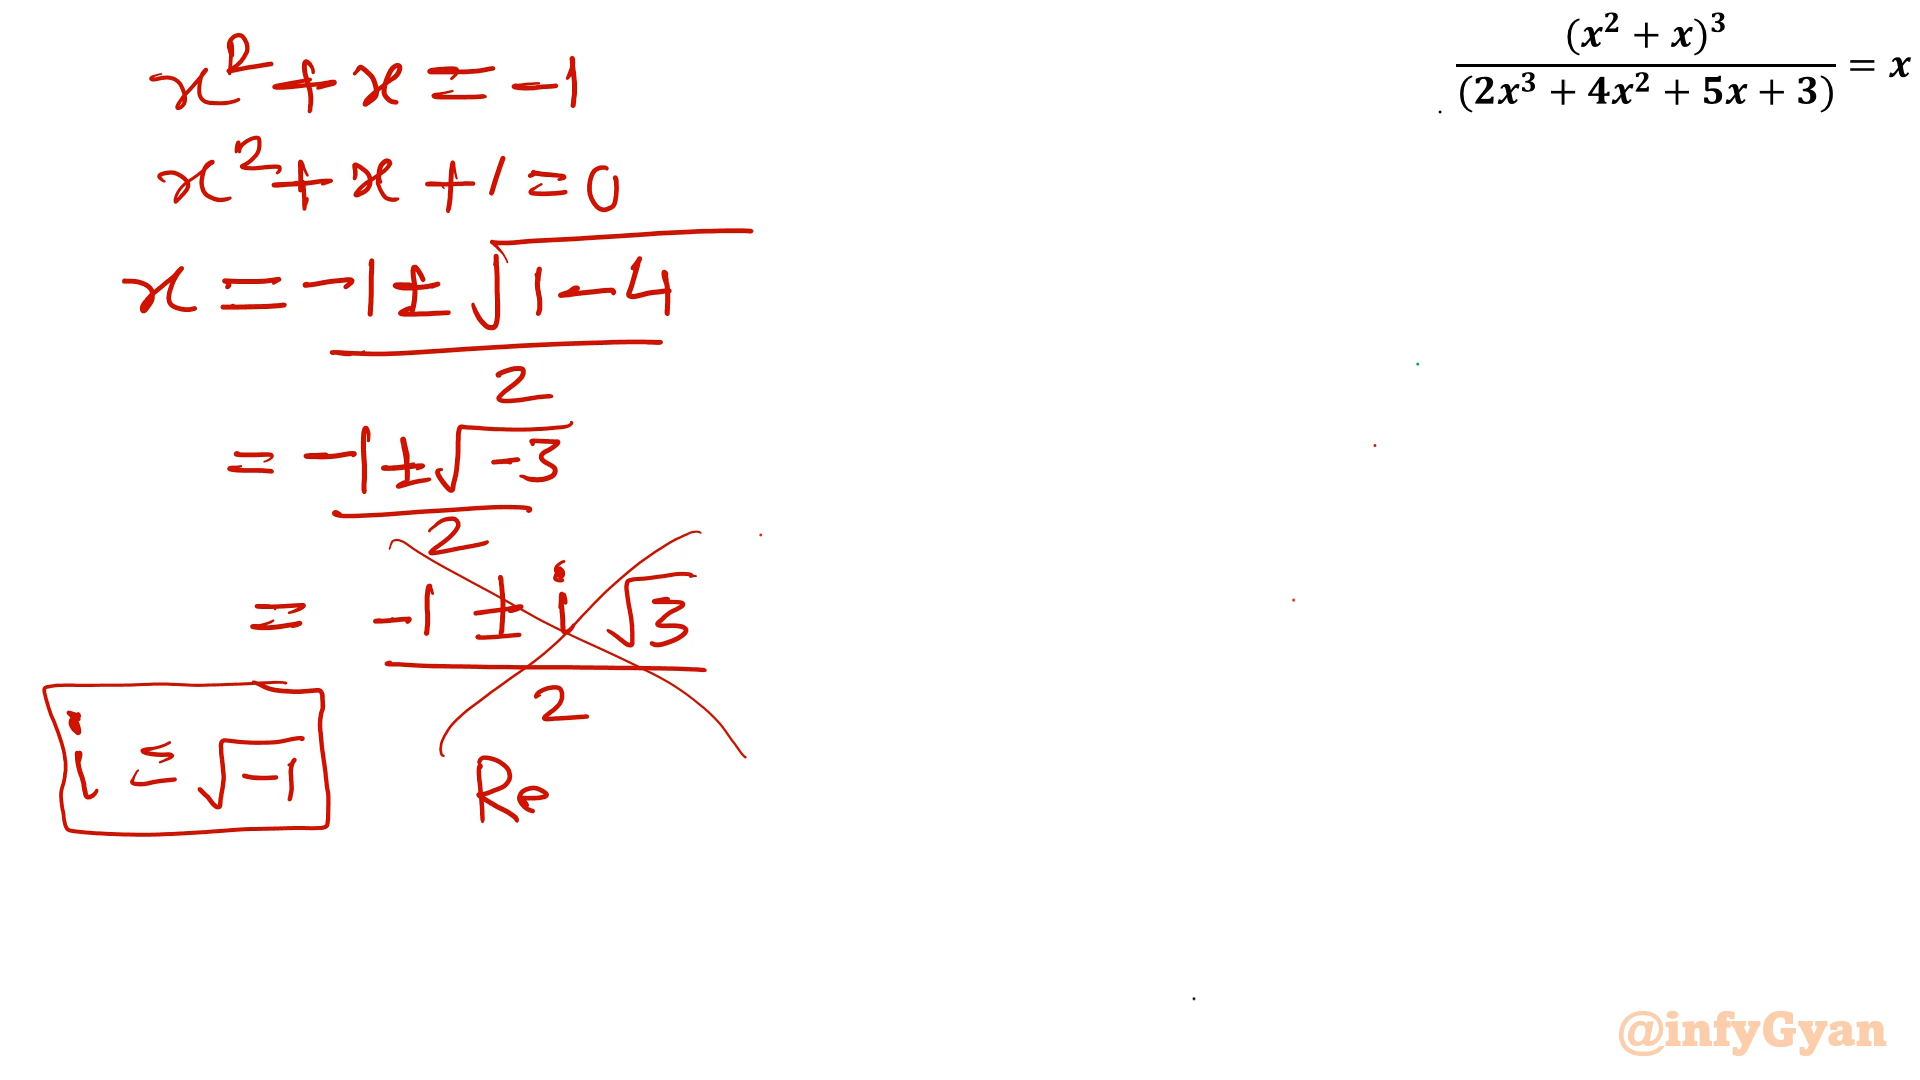 x² + x = -1
x² + x + 1 = 0
x = -1 ± √1 - 4
2
= -1 ± √-3
2
= -1 ± i √3
2
i = √-1
Re
(x² + x)³
(2x³ + 4x² + 5x + 3) = x
@infyGyan